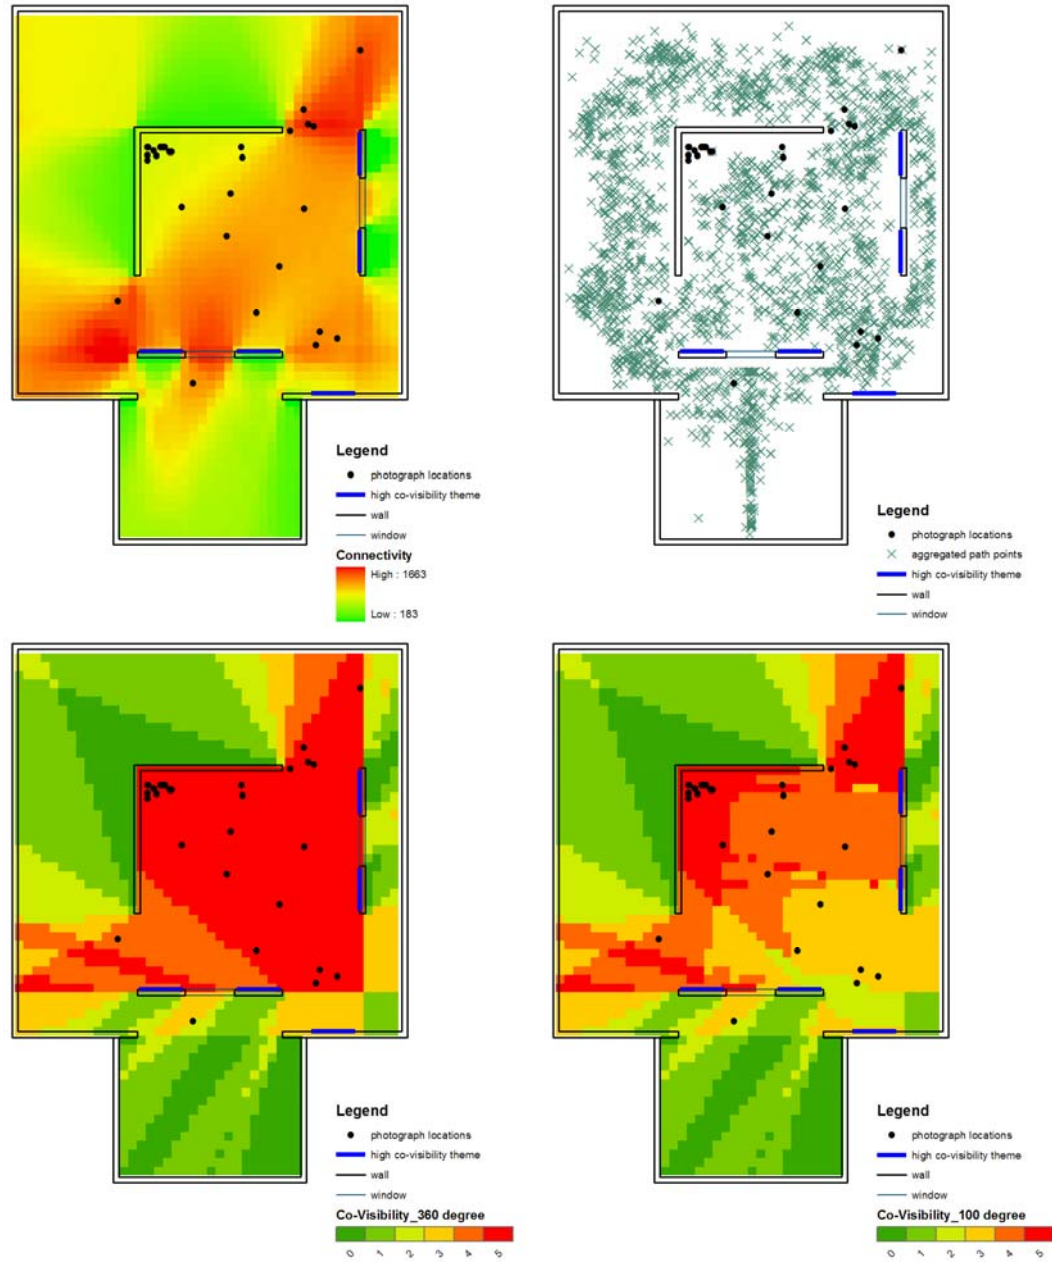 Legend
photograph locations
high co-visibility theme
wall
window
Connectivity
High : 1663
Low : 183
Legend
photograph locations
aggregated path points
high co-visibility theme
wall
window
Legend
photograph locations
high co-visibility theme
wall
window
Co-Visibility_360 degree
0 1 2 3 4 5
Legend
photograph locations
high co-visibility theme
wall
window
Co-Visibility_100 degree
0 1 2 3 4 5